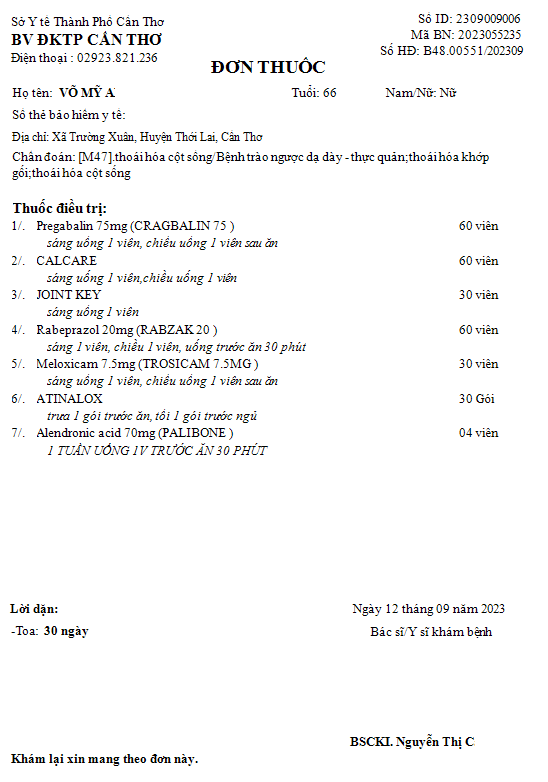 Sở Y tế Thành Phố Cần Thơ
BV ĐKTP CẦN THƠ
Điện thoại : 02923.821.236
Số ID: 2309009006
Mã BN: 2023055235
Số HĐ: B48.00551/202309
ĐƠN THUỐC
Họ tên: VÕ MỸ A Tuổi: 66 Nam/Nữ: Nữ
Số thẻ bảo hiểm y tế:
Địa chỉ: Xã Trường Xuân, Huyện Thới Lai, Cần Thơ
Chẩn đoán: [M47].thoái hóa cột sống/Bệnh trào ngược dạ dày - thực quản;thoái hóa khớp
gối;thoái hóa cột sống
Thuốc điều trị:
1/. Pregabalin 75mg (CRAGBALIN 75 ) 60 viên
sáng uống 1 viên, chiều uống 1 viên sau ăn
2/. CALCARE 60 viên
sáng uống 1 viên,chiều uống 1 viên
3/. JOINT KEY 30 viên
sáng uống 1 viên
4/. Rabeprazol 20mg (RABZAK 20 ) 60 viên
sáng 1 viên, chiều 1 viên, uống trước ăn 30 phút
5/. Meloxicam 7.5mg (TROSICAM 7.5MG ) 30 viên
sáng uống 1 viên, chiều uống 1 viên sau ăn
6/. ATINALOX 30 Gói
trưa 1 gói trước ăn, tối 1 gói trước ngủ
7/. Alendronic acid 70mg (PALIBONE ) 04 viên
1 TUẦN UỐNG 1V TRƯỚC ĂN 30 PHÚT
Lời dặn: Ngày 12 tháng 09 năm 2023
-Toa: 30 ngày Bác sĩ/Y sĩ khám bệnh
BSCKI. Nguyễn Thị C
Khám lại xin mang theo đơn này.